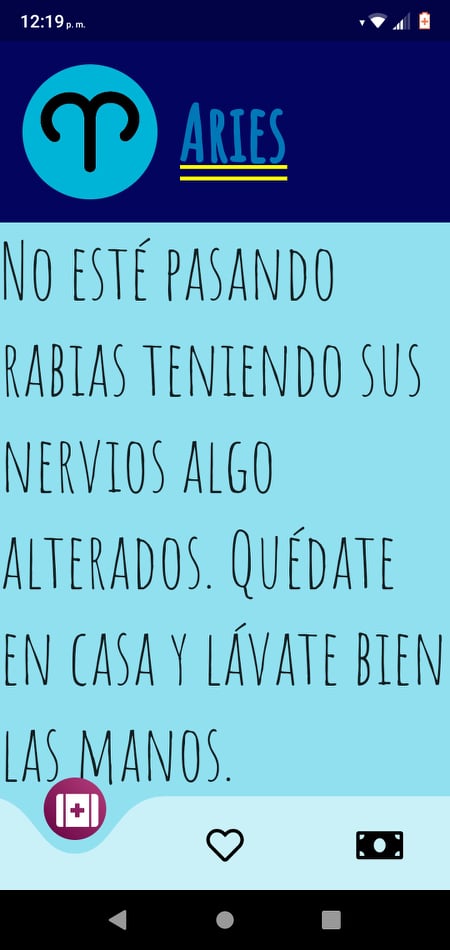 12:19 p. m.
Aries
No esté pasando
rabias teniendo sus
nervios algo
alterados. Quédate
en casa y lávate bien
las manos.